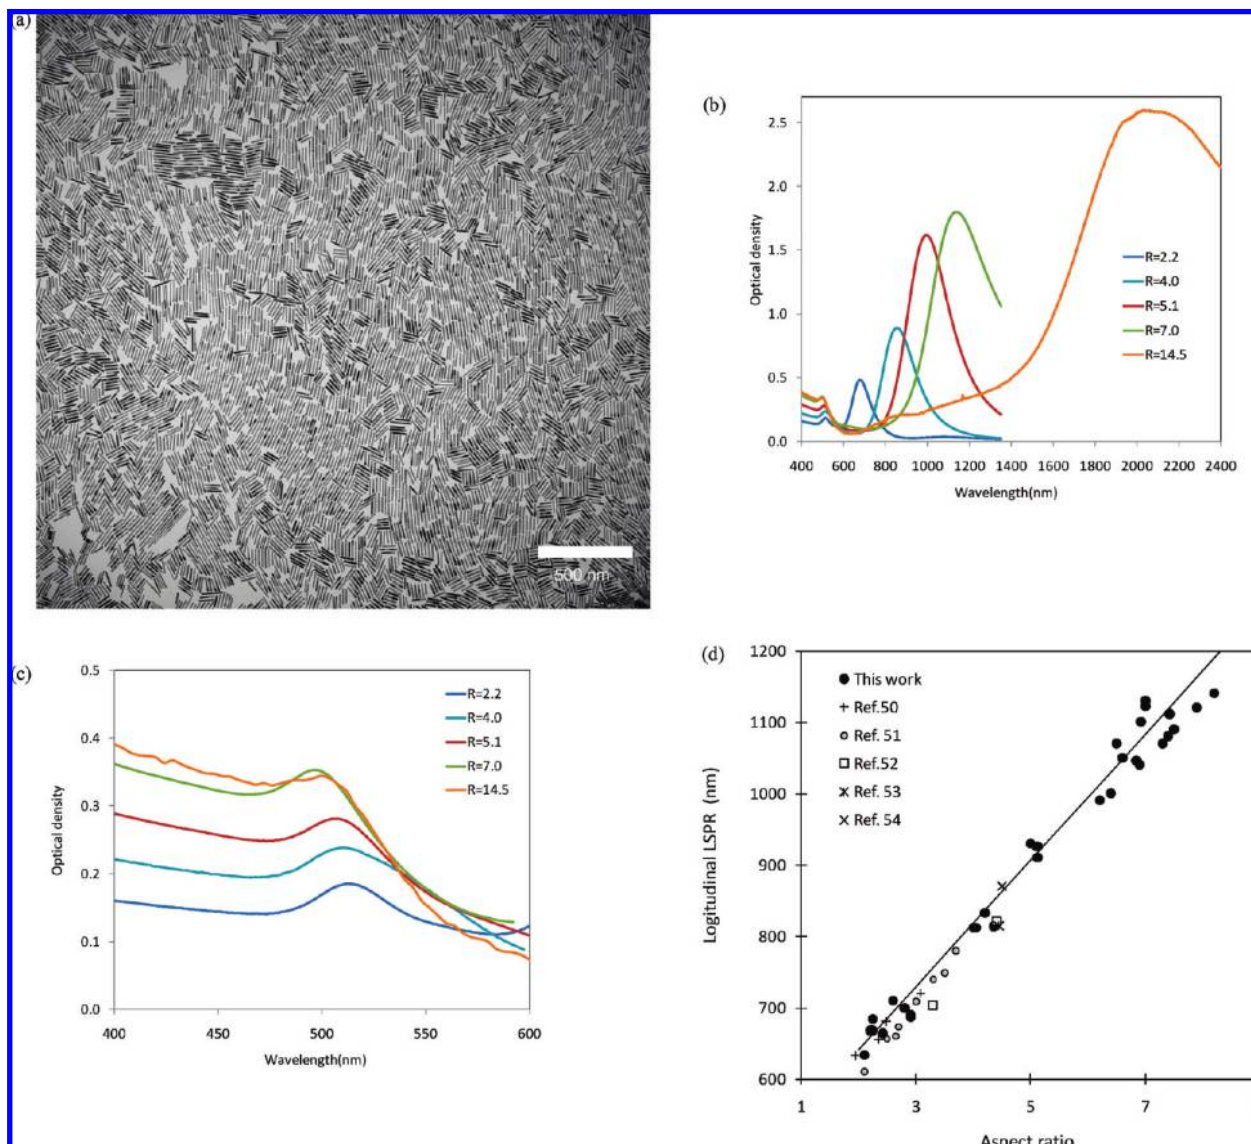 (a)
500 nm
(b)
Optical density
2.5
2.0
1.5
1.0
0.5
0.0
R=2.2
R=4.0
R=5.1
R=7.0
R=14.5
400 600 800 1000 1200 1400 1600 1800 2000 2200 2400
Wavelength(nm)
(c)
Optical density
0.5
0.4
0.3
0.2
0.1
0.0
R=2.2
R=4.0
R=5.1
R=7.0
R=14.5
400 450 500 550 600
Wavelength(nm)
(d)
Logitudinal LSPR (nm)
1200
1100
1000
900
800
700
600
This work
Ref.50
Ref. 51
Ref.52
Ref. 53
Ref. 54
1 3 5 7
Aspect ratio